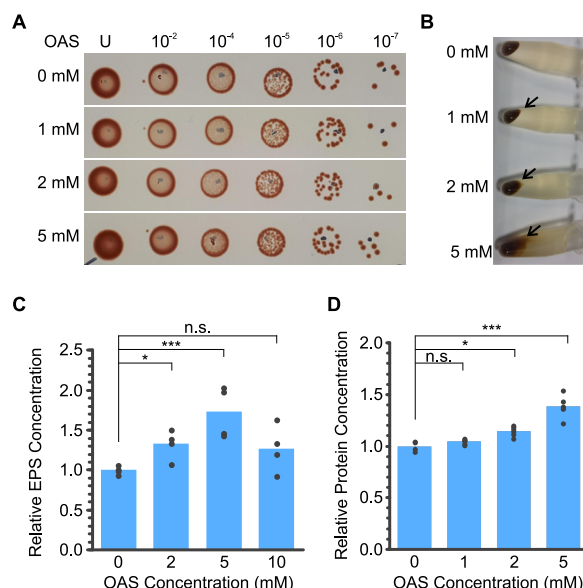 A
OAS U 10-2 10-4 10-5 10-6 10-7
0 mM
1 mM
2 mM
5 mM
B
0 mM
1 mM
2 mM
5 mM
C
n.s.
***
*
2.5
2.0
1.5
1.0
0.5
0.0
Relative EPS Concentration
0 2 5 10
OAS Concentration (mM)
D
***
*
n.s.
2.0
1.5
1.0
0.5
0.0
Relative Protein Concentration
0 1 2 5
OAS Concentration (mM)